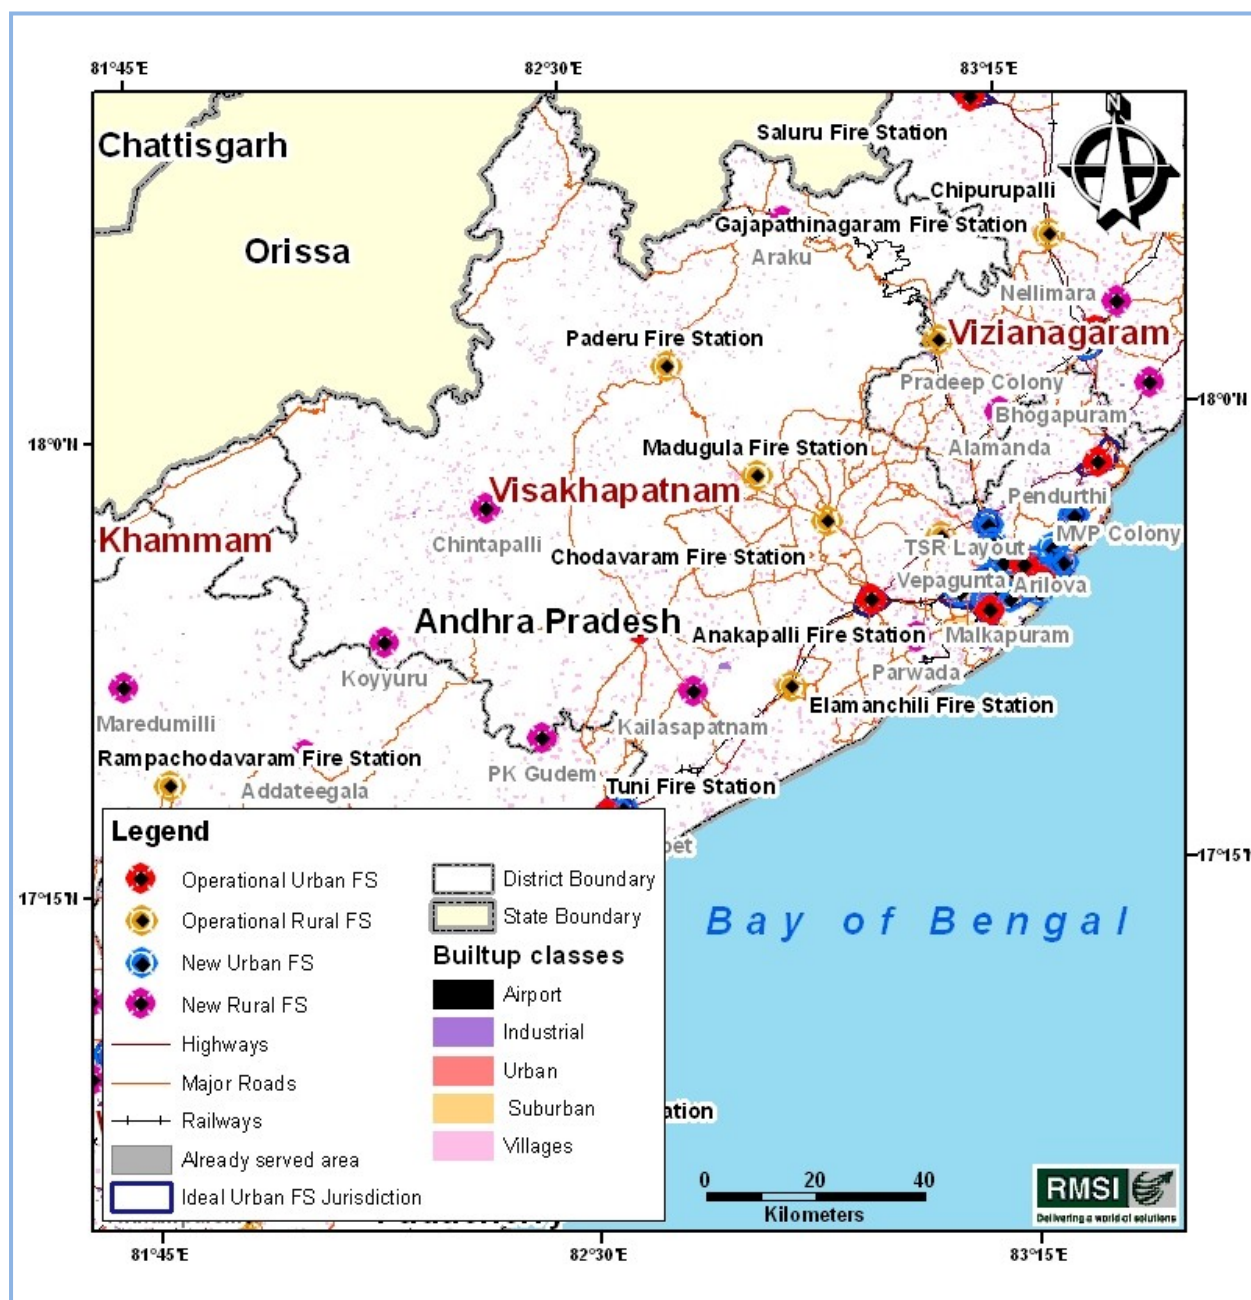 81°45'E 82°30'E 83°15'E
N
Chattisgarh
Saluru Fire Station
Chipurupalli
Gajapathinagaram Fire Station
Orissa
Araku
Nellimara
Paderu Fire Station
Vizianagaram
Pradeep Colony
18°0'N
Bhogapuram
18°0'N
Madugula Fire Station
Alamanda
Visakhapatnam
Pendurthi
Khammam
Chintapalli
MVP Colony
TSR Layout
Chodavaram Fire Station
Vepagunta
Arilova
Andhra Pradesh
Anakapalli Fire Station
Malkapuram
Koyyuru
Parwada
Maredumilli
Kailasapatnam
Elamanchili Fire Station
Rampachodavaram Fire Station
PK Gudem
Tuni Fire Station
Addateegala
Legend
Operational Urban FS
Operational Rural FS
New Urban FS
New Rural FS
Highways
Major Roads
Railways
Already served area
Ideal Urban FS Jurisdiction
District Boundary
State Boundary
Builtup classes
Airport
Industrial
Urban
Suburban
Villages
17°15'N
17°15'N
Bay of Bengal
0 20 40
Kilometers
RMSI
Delivering a world of solutions
81°45'E 82°30'E 83°15'E